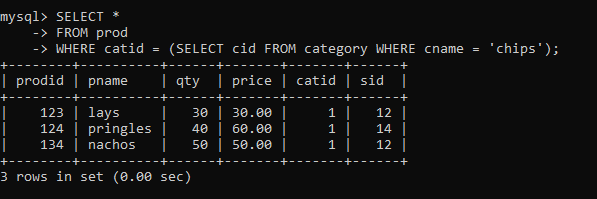 mysql> SELECT *
    -> FROM prod
    -> WHERE catid = (SELECT cid FROM category WHERE cname = 'chips');
+--------+----------+------+-------+-------+------+
| prodid | pname    | qty  | price | catid | sid  |
+--------+----------+------+-------+-------+------+
|    123 | lays     |   30 | 30.00 |     1 |   12 |
|    124 | pringles |   40 | 60.00 |     1 |   14 |
|    134 | nachos   |   50 | 50.00 |     1 |   12 |
+--------+----------+------+-------+-------+------+
3 rows in set (0.00 sec)